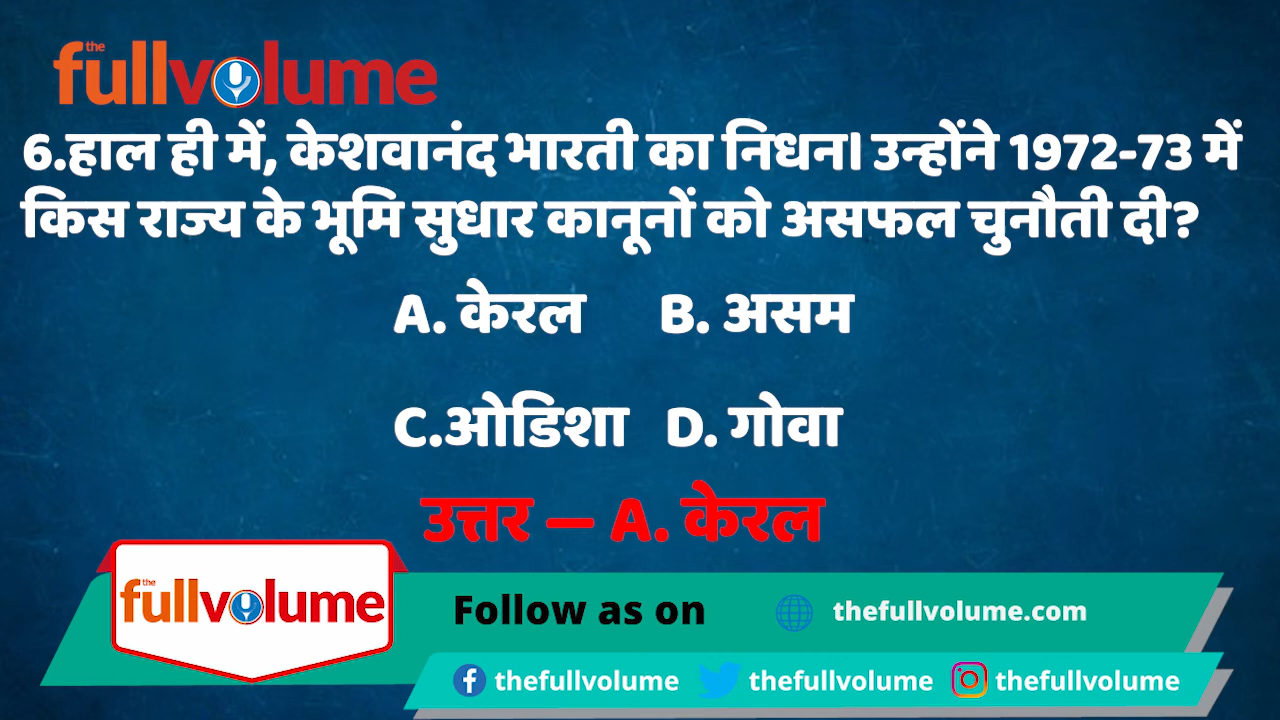 the
fullvolume
6.हाल ही में, केशवानंद भारती का निधन। उन्होंने 1972-73 में
किस राज्य के भूमि सुधार कानूनों को असफल चुनौती दी?
A. केरल B. असम
C.ओडिशा D. गोवा
उत्तर — A. केरल
the
fullvolume
Follow as on thefullvolume.com
thefullvolume thefullvolume thefullvolume